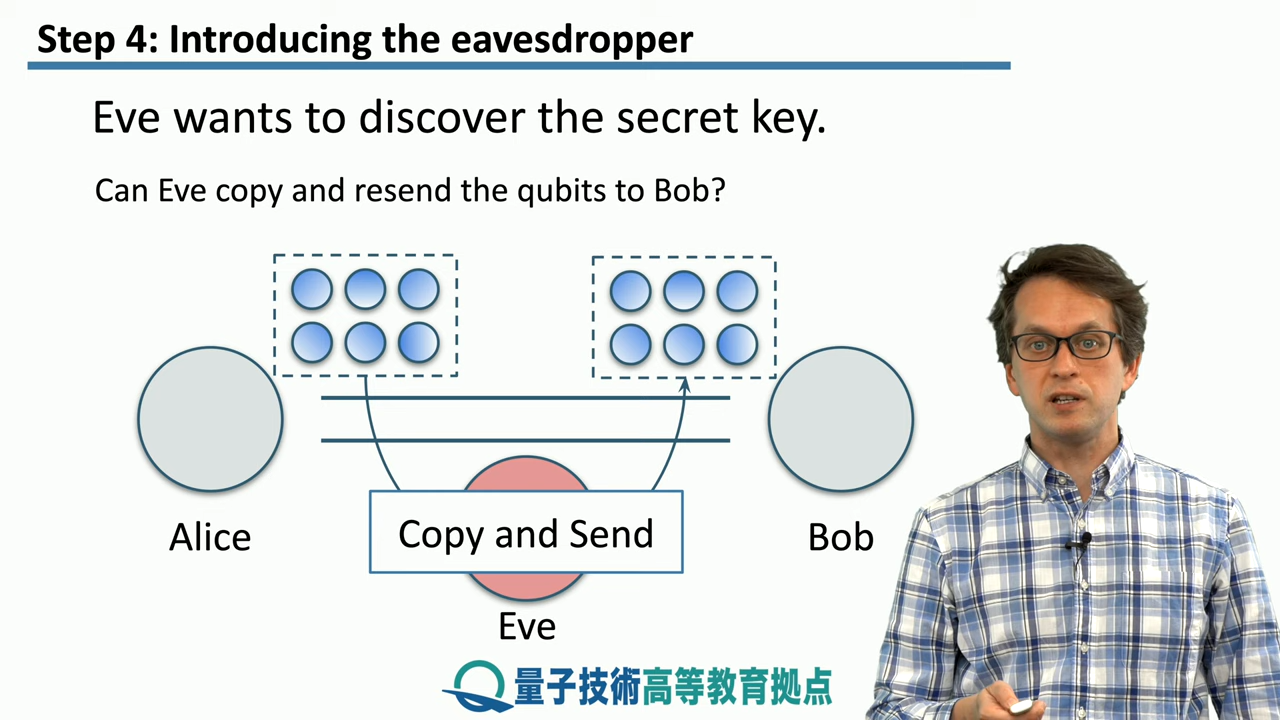 Step 4: Introducing the eavesdropper
Eve wants to discover the secret key.
Can Eve copy and resend the qubits to Bob?
Copy and Send
Alice
Bob
Eve
量子技術高等教育拠点